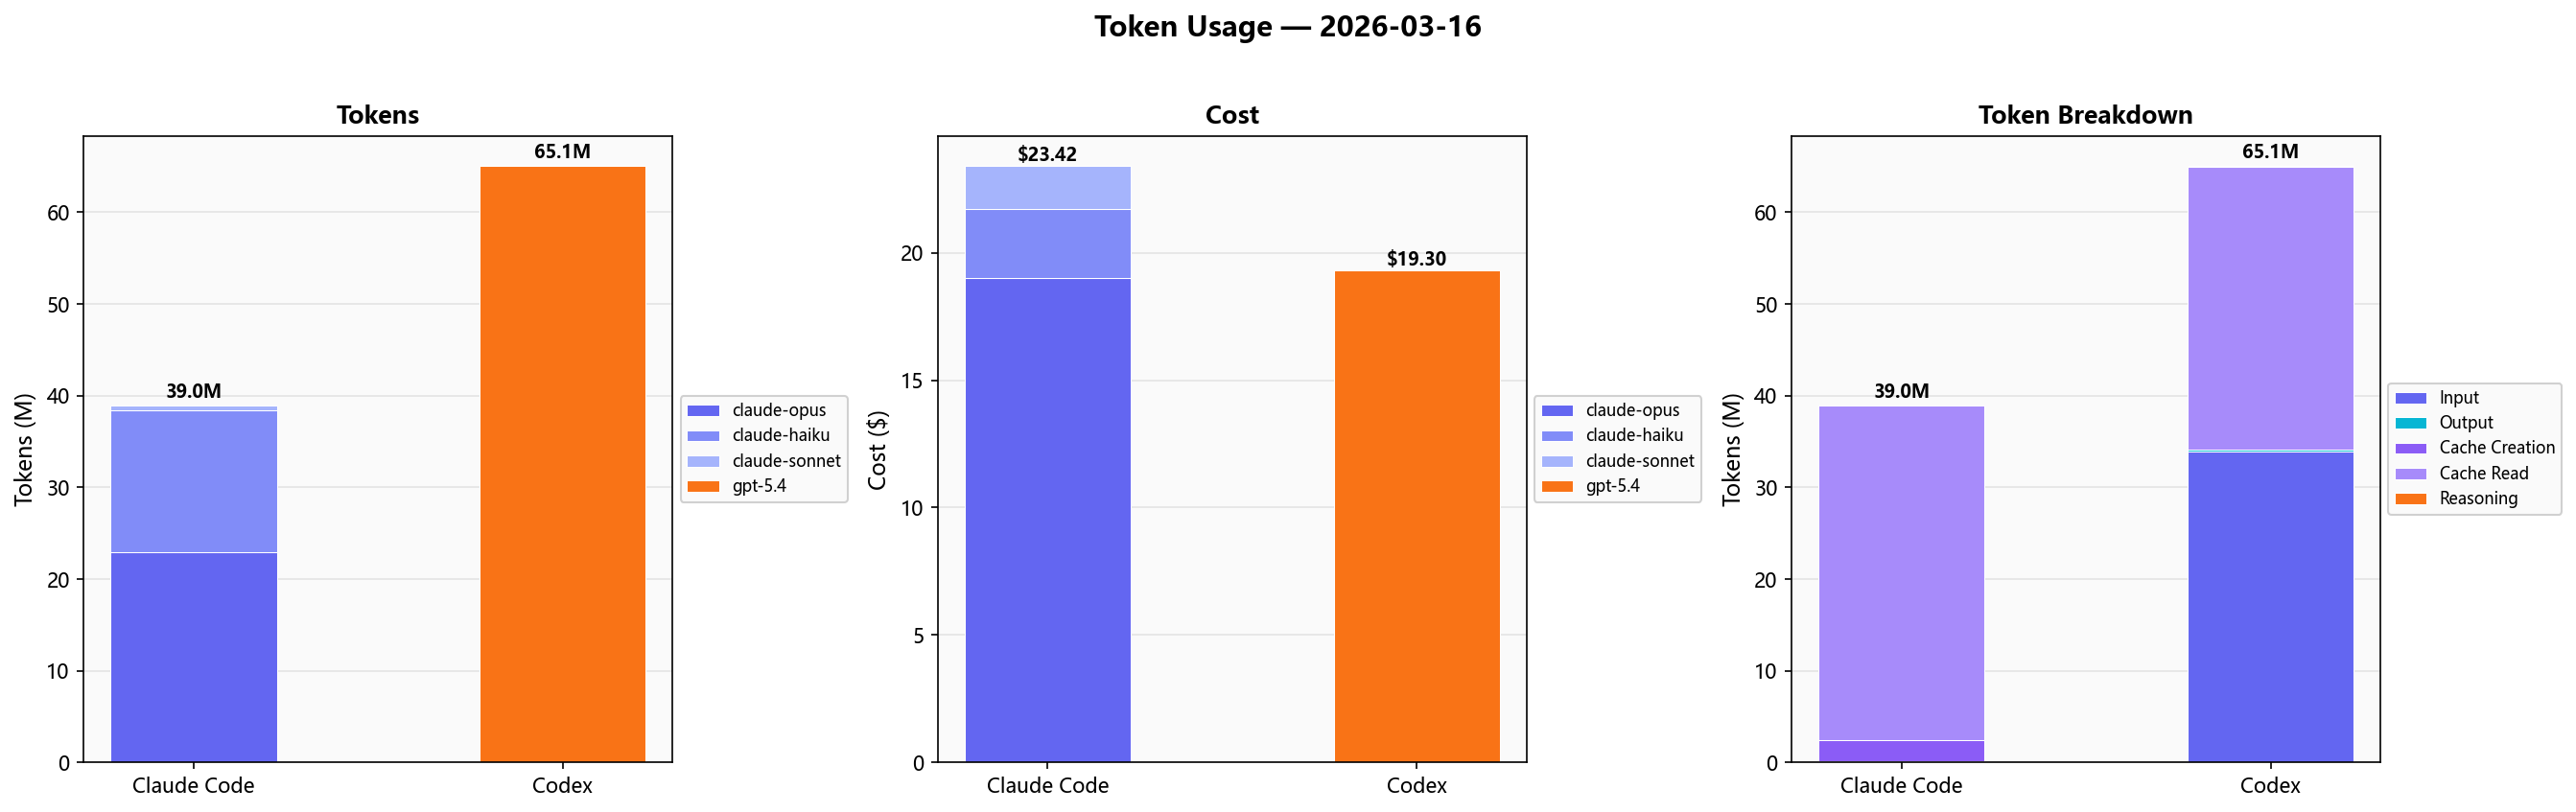 Token Usage — 2026-03-16
Tokens
Tokens (M)
60
50
40
30
20
10
0
39.0M
65.1M
Claude Code
Codex
claude-opus
claude-haiku
claude-sonnet
gpt-5.4
Cost
Cost ($)
20
15
10
5
0
$23.42
$19.30
Claude Code
Codex
claude-opus
claude-haiku
claude-sonnet
gpt-5.4
Token Breakdown
Tokens (M)
60
50
40
30
20
10
0
39.0M
65.1M
Claude Code
Codex
Input
Output
Cache Creation
Cache Read
Reasoning